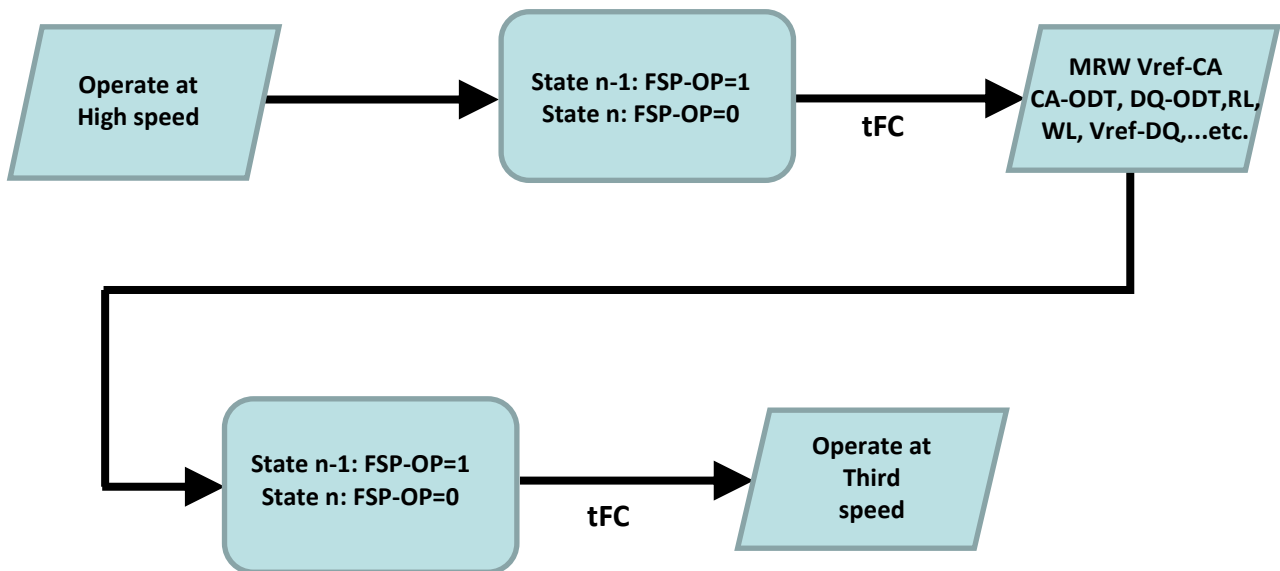 Operate at
High speed
State n-1: FSP-OP=1
State n: FSP-OP=0
tFC
MRW Vref-CA
CA-ODT, DQ-ODT,RL,
WL, Vref-DQ,...etc.
State n-1: FSP-OP=1
State n: FSP-OP=0
tFC
Operate at
Third
speed